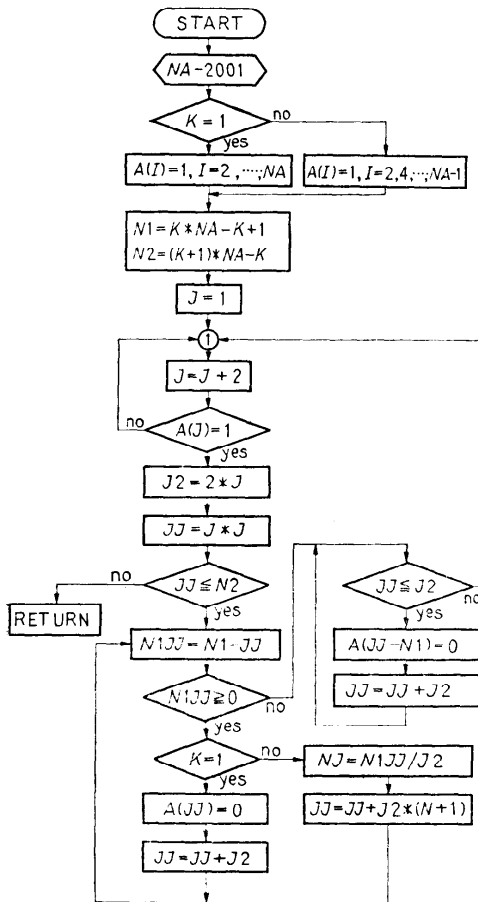 START
NA-2001
K = 1
no
yes
A(I)=1, I=2, ⋯, NA
A(I)=1, I=2,4, ⋯, NA-1
N1=K*NA-K+1
N2=(K+1)*NA-K
J=1
1
J=J+2
no
A(J)=1
yes
J2=2*J
JJ=J*J
no
JJ≦N2
yes
JJ≦J2
no
yes
RETURN
N1JJ=N1-JJ
A(JJ-N1)=0
N1JJ≧0
no
yes
JJ=JJ+J2
K=1
no
yes
NJ=N1JJ/J2
A(JJ)=0
JJ=JJ+J2*(N+1)
JJ=JJ+J2